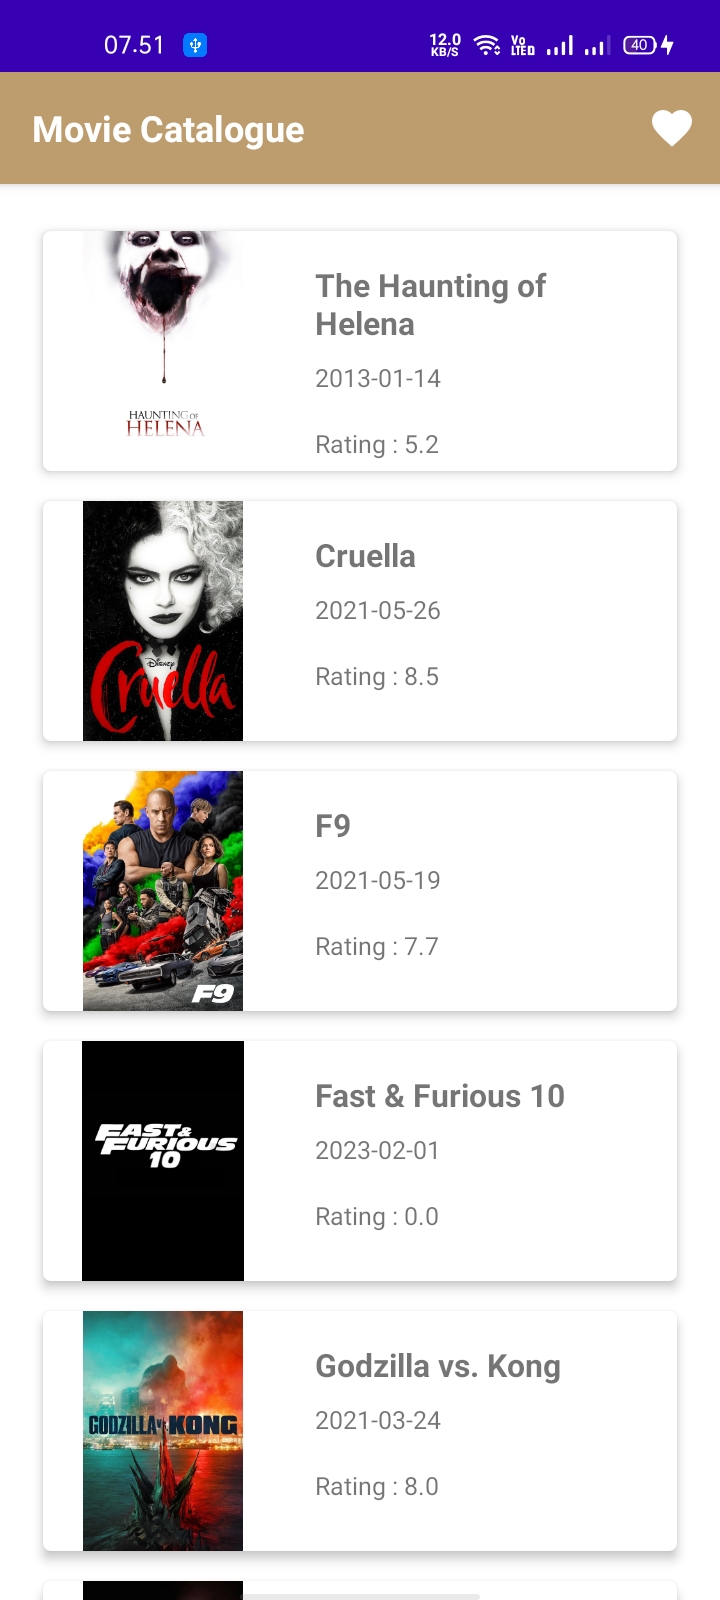 07.51
12.0
KB/S
Vo
LTED
40
Movie Catalogue
HAUNTING OF
HELENA
The Haunting of
Helena
2013-01-14
Rating : 5.2
Disney
Cruella
Cruella
2021-05-26
Rating : 8.5
F9
F9
2021-05-19
Rating : 7.7
FAST &
FURIOUS
10
Fast & Furious 10
2023-02-01
Rating : 0.0
GODZILLA VS. KONG
Godzilla vs. Kong
2021-03-24
Rating : 8.0